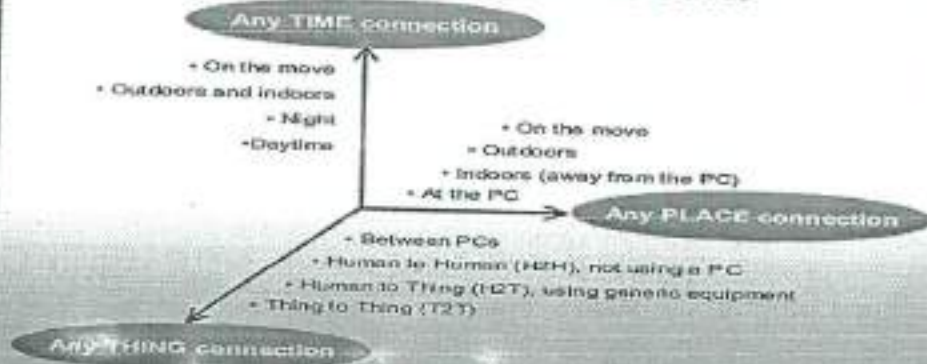 Any TIME connection
• On the move
• Outdoors and indoors
• Night
•Daytime
• On the move
• Outdoors
• Indoors (away from the PC)
• At the PC
Any PLACE connection
• Between PCs
• Human to Human (H2H), not using a PC
• Human to Thing (H2T), using generic equipment
• Thing to Thing (T2T)
Any THING connection